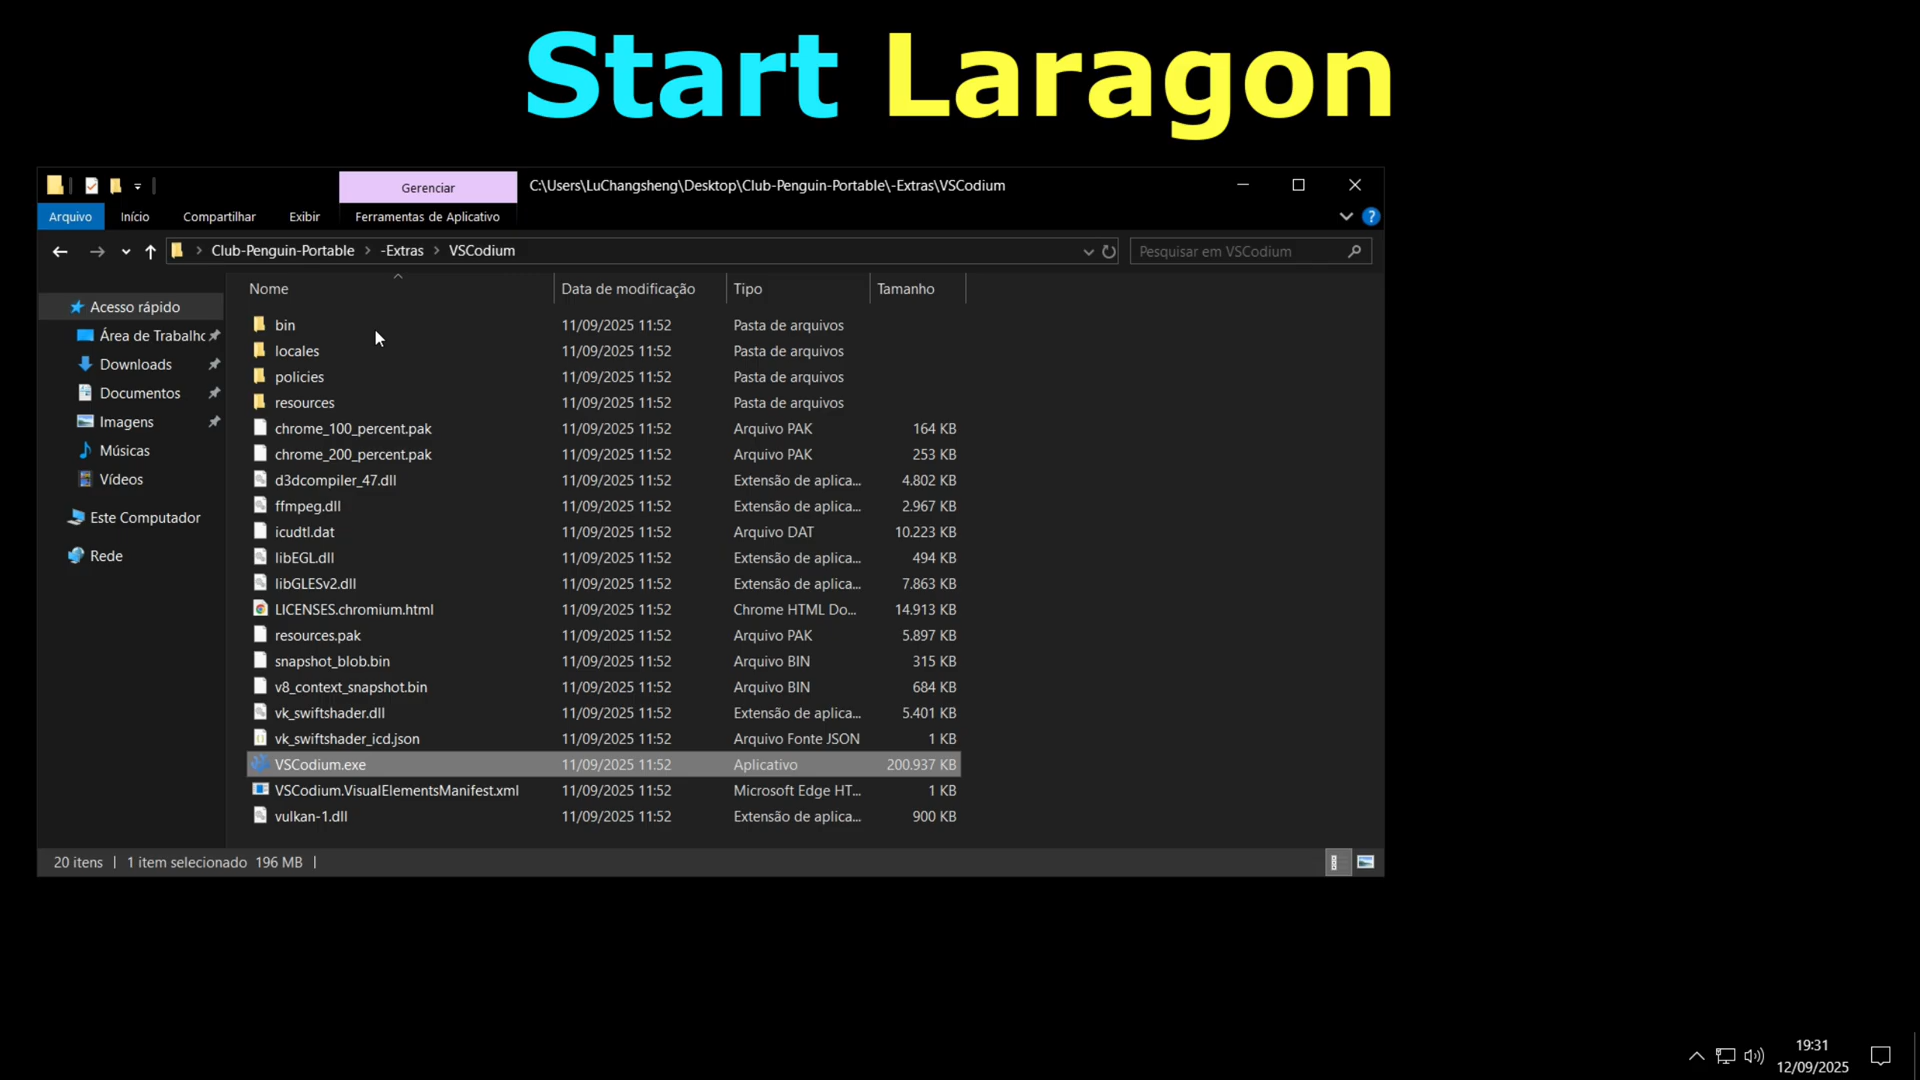 Start Laragon
Gerenciar
C:\Users\LuChangsheng\Desktop\Club-Penguin-Portable\-Extras\VSCodium
Arquivo Início Compartilhar Exibir Ferramentas de Aplicativo
Club-Penguin-Portable > -Extras > VSCodium
Pesquisar em VSCodium
Acesso rápido
Área de Trabalho
Downloads
Documentos
Imagens
Músicas
Vídeos
Este Computador
Rede
Nome Data de modificação Tipo Tamanho
bin 11/09/2025 11:52 Pasta de arquivos
locales 11/09/2025 11:52 Pasta de arquivos
policies 11/09/2025 11:52 Pasta de arquivos
resources 11/09/2025 11:52 Pasta de arquivos
chrome_100_percent.pak 11/09/2025 11:52 Arquivo PAK 164 KB
chrome_200_percent.pak 11/09/2025 11:52 Arquivo PAK 253 KB
d3dcompiler_47.dll 11/09/2025 11:52 Extensão de aplica... 4.802 KB
ffmpeg.dll 11/09/2025 11:52 Extensão de aplica... 2.967 KB
icudtl.dat 11/09/2025 11:52 Arquivo DAT 10.223 KB
libEGL.dll 11/09/2025 11:52 Extensão de aplica... 494 KB
libGLESv2.dll 11/09/2025 11:52 Extensão de aplica... 7.863 KB
LICENSES.chromium.html 11/09/2025 11:52 Chrome HTML Do... 14.913 KB
resources.pak 11/09/2025 11:52 Arquivo PAK 5.897 KB
snapshot_blob.bin 11/09/2025 11:52 Arquivo BIN 315 KB
v8_context_snapshot.bin 11/09/2025 11:52 Arquivo BIN 684 KB
vk_swiftshader.dll 11/09/2025 11:52 Extensão de aplica... 5.401 KB
vk_swiftshader_icd.json 11/09/2025 11:52 Arquivo Fonte JSON 1 KB
VSCodium.exe 11/09/2025 11:52 Aplicativo 200.937 KB
VSCodium.VisualElementsManifest.xml 11/09/2025 11:52 Microsoft Edge HT... 1 KB
vulkan-1.dll 11/09/2025 11:52 Extensão de aplica... 900 KB
20 itens | 1 item selecionado 196 MB |
19:31
12/09/2025